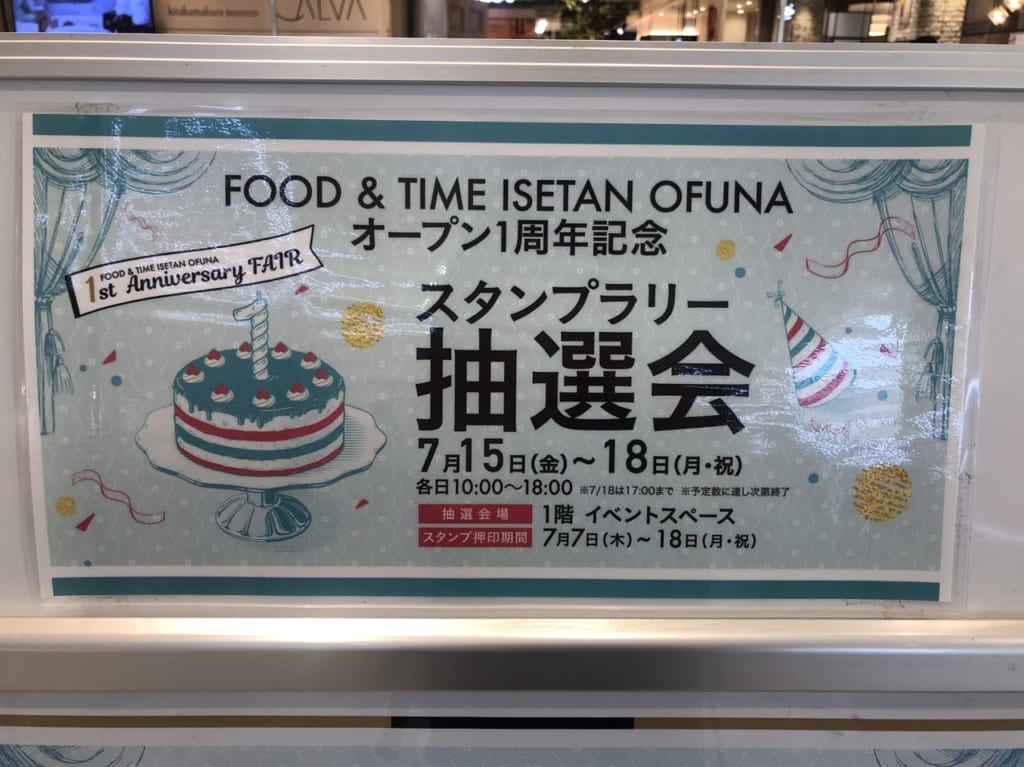 kitakamakura museum
CALVA
FOOD & TIME ISETAN OFUNA
オープン1周年記念
FOOD & TIME ISETAN OFUNA
1st Anniversary FAIR
スタンプラリー
抽選会
7月15日(金)～18日(月・祝)
各日10:00～18:00 ※7/18は17:00まで ※予定数に達し次第終了
抽選会場 1階 イベントスペース
スタンプ押印期間 7月7日(木)～18日(月・祝)